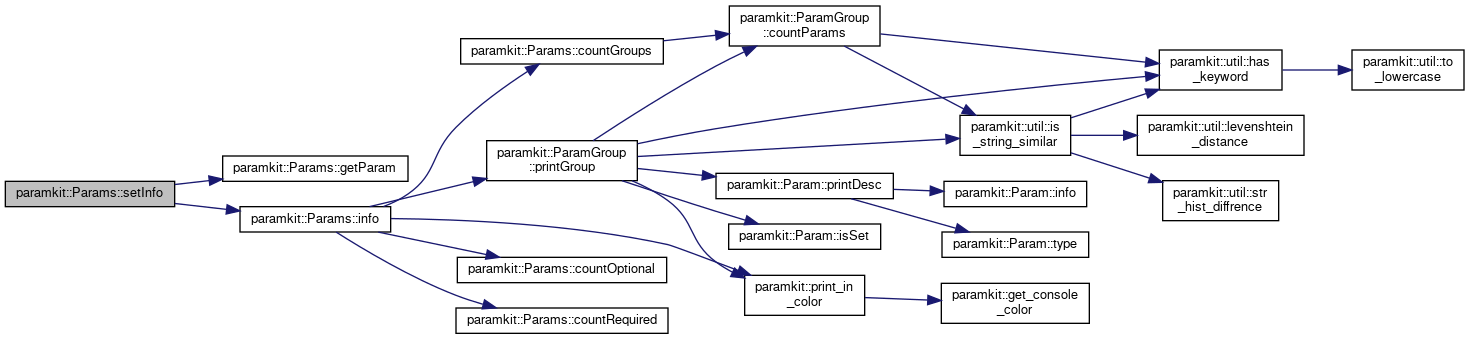 paramkit::Params::setInfo
paramkit::Params::getParam
paramkit::Params::info
paramkit::Params::countGroups
paramkit::ParamGroup
::printGroup
paramkit::Params::countOptional
paramkit::Params::countRequired
paramkit::ParamGroup
::countParams
paramkit::Param::printDesc
paramkit::Param::isSet
paramkit::print_in
_color
paramkit::util::is
_string_similar
paramkit::Param::info
paramkit::Param::type
paramkit::get_console
_color
paramkit::util::has
_keyword
paramkit::util::levenshtein
_distance
paramkit::util::str
_hist_diffrence
paramkit::util::to
_lowercase